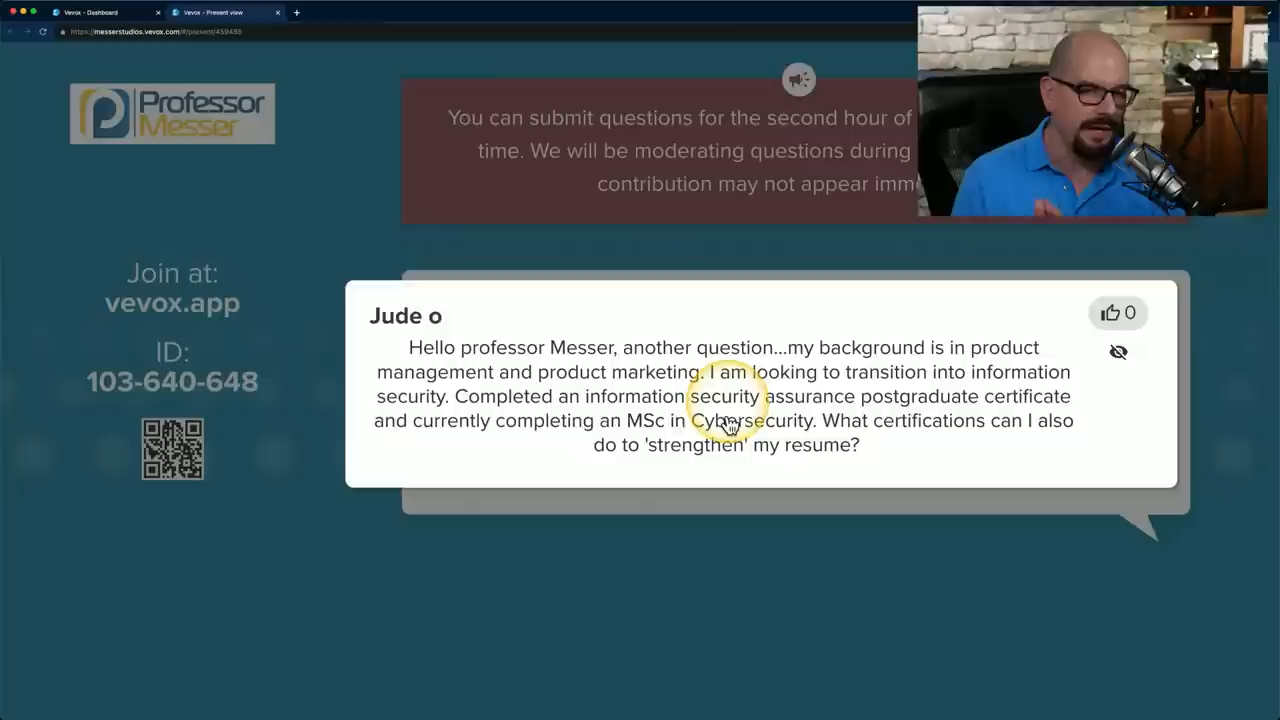 Vevox - Dashboard
Vevox - Present view
https://messerstudios.vevox.com/#/present/459488
Professor
Messer
You can submit questions for the second hour of
time. We will be moderating questions during
contribution may not appear imm
Join at:
vevox.app
ID:
103-640-648
Jude o
0
Hello professor Messer, another question...my background is in product
management and product marketing. I am looking to transition into information
security. Completed an information security assurance postgraduate certificate
and currently completing an MSc in Cybersecurity. What certifications can I also
do to 'strengthen' my resume?